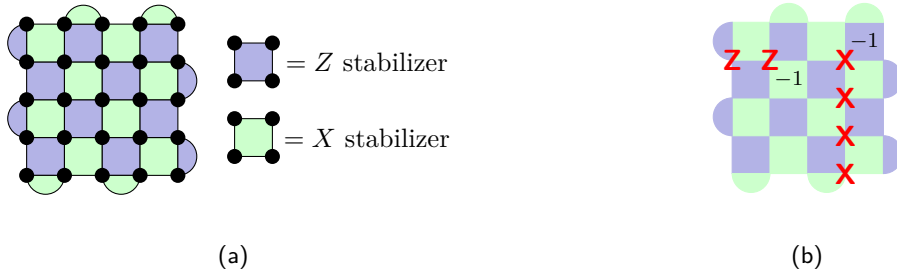 = Z stabilizer
= X stabilizer
−1
Z Z X
−1
X
X
X
(a) (b)